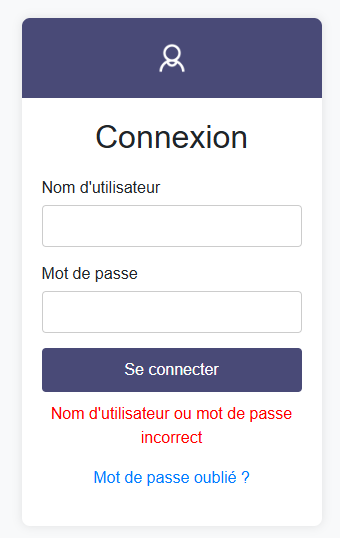 Connexion
Nom d'utilisateur
Mot de passe
Se connecter
Nom d'utilisateur ou mot de passe
incorrect
Mot de passe oublié ?